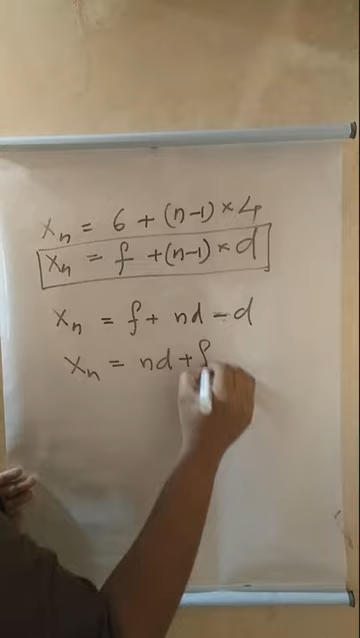 xₙ = 6 + (n-1) × 4
xₙ = f + (n-1) × d
xₙ = f + nd - d
xₙ = nd + f